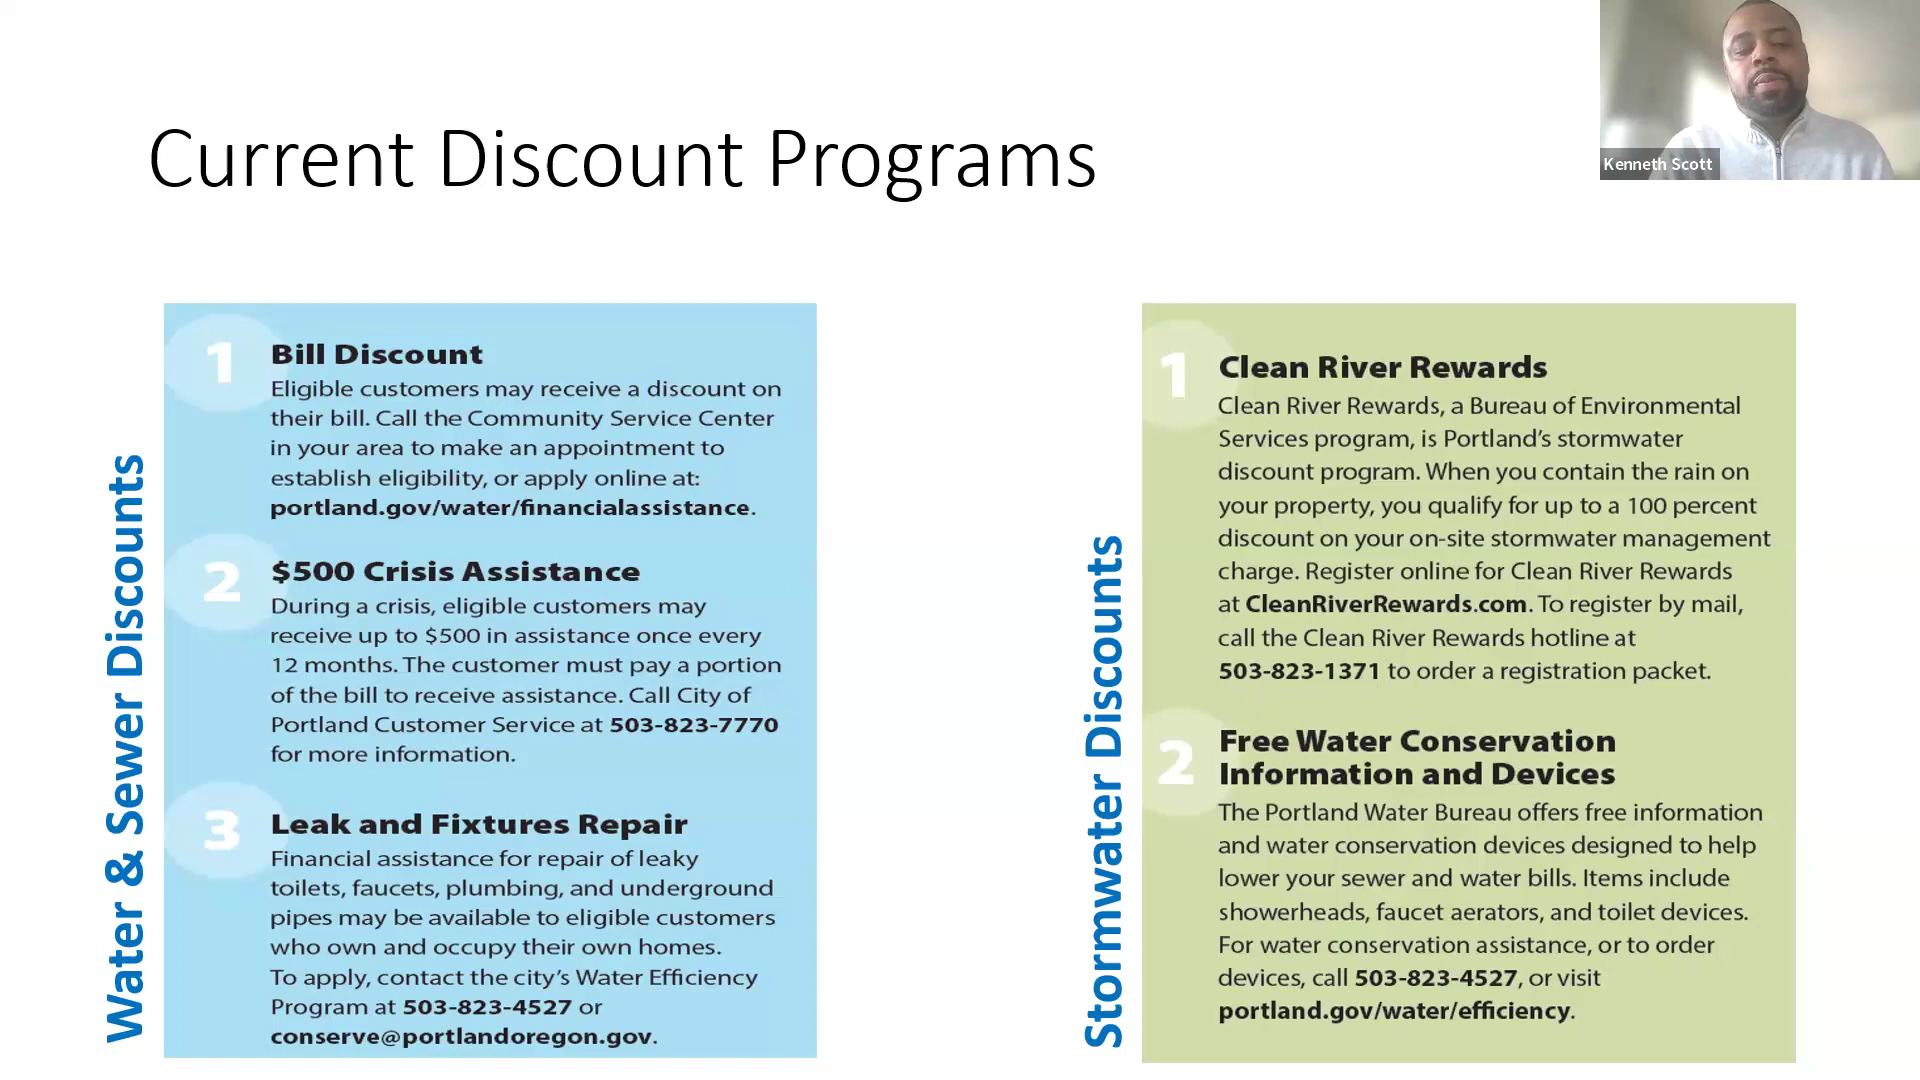 Current Discount Programs
Kenneth Scott
Water & Sewer Discounts
1
Bill Discount
Eligible customers may receive a discount on
their bill. Call the Community Service Center
in your area to make an appointment to
establish eligibility, or apply online at:
portland.gov/water/financialassistance.
2
$500 Crisis Assistance
During a crisis, eligible customers may
receive up to $500 in assistance once every
12 months. The customer must pay a portion
of the bill to receive assistance. Call City of
Portland Customer Service at 503-823-7770
for more information.
3
Leak and Fixtures Repair
Financial assistance for repair of leaky
toilets, faucets, plumbing, and underground
pipes may be available to eligible customers
who own and occupy their own homes.
To apply, contact the city’s Water Efficiency
Program at 503-823-4527 or
conserve@portlandoregon.gov.
Stormwater Discounts
1
Clean River Rewards
Clean River Rewards, a Bureau of Environmental
Services program, is Portland’s stormwater
discount program. When you contain the rain on
your property, you qualify for up to a 100 percent
discount on your on-site stormwater management
charge. Register online for Clean River Rewards
at CleanRiverRewards.com. To register by mail,
call the Clean River Rewards hotline at
503-823-1371 to order a registration packet.
2
Free Water Conservation
Information and Devices
The Portland Water Bureau offers free information
and water conservation devices designed to help
lower your sewer and water bills. Items include
showerheads, faucet aerators, and toilet devices.
For water conservation assistance, or to order
devices, call 503-823-4527, or visit
portland.gov/water/efficiency.